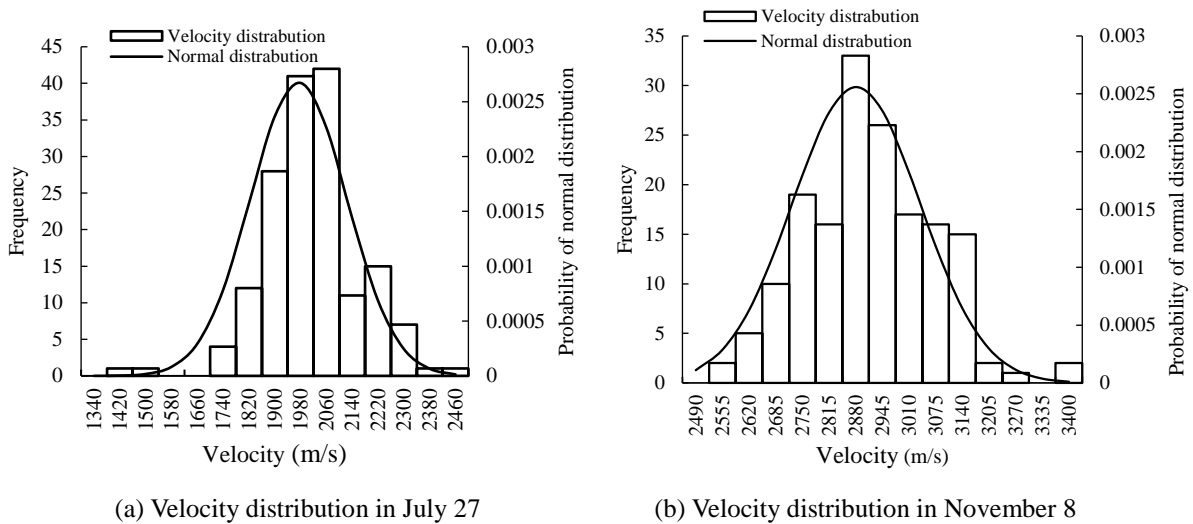 Velocity distrabution
Normal distrabution
45
40
35
30
25
20
15
10
5
0
Frequency
0.003
0.0025
0.002
0.0015
0.001
0.0005
0
Probability of normal distribution
1340 1420 1500 1580 1660 1740 1820 1900 1980 2060 2140 2220 2300 2380 2460
Velocity (m/s)
(a) Velocity distribution in July 27
Velocity distrabution
Normal distrabution
35
30
25
20
15
10
5
0
Frequency
0.003
0.0025
0.002
0.0015
0.001
0.0005
0
Probability of normal distribution
2490 2555 2620 2685 2750 2815 2880 2945 3010 3075 3140 3205 3270 3335 3400
Velocity (m/s)
(b) Velocity distribution in November 8